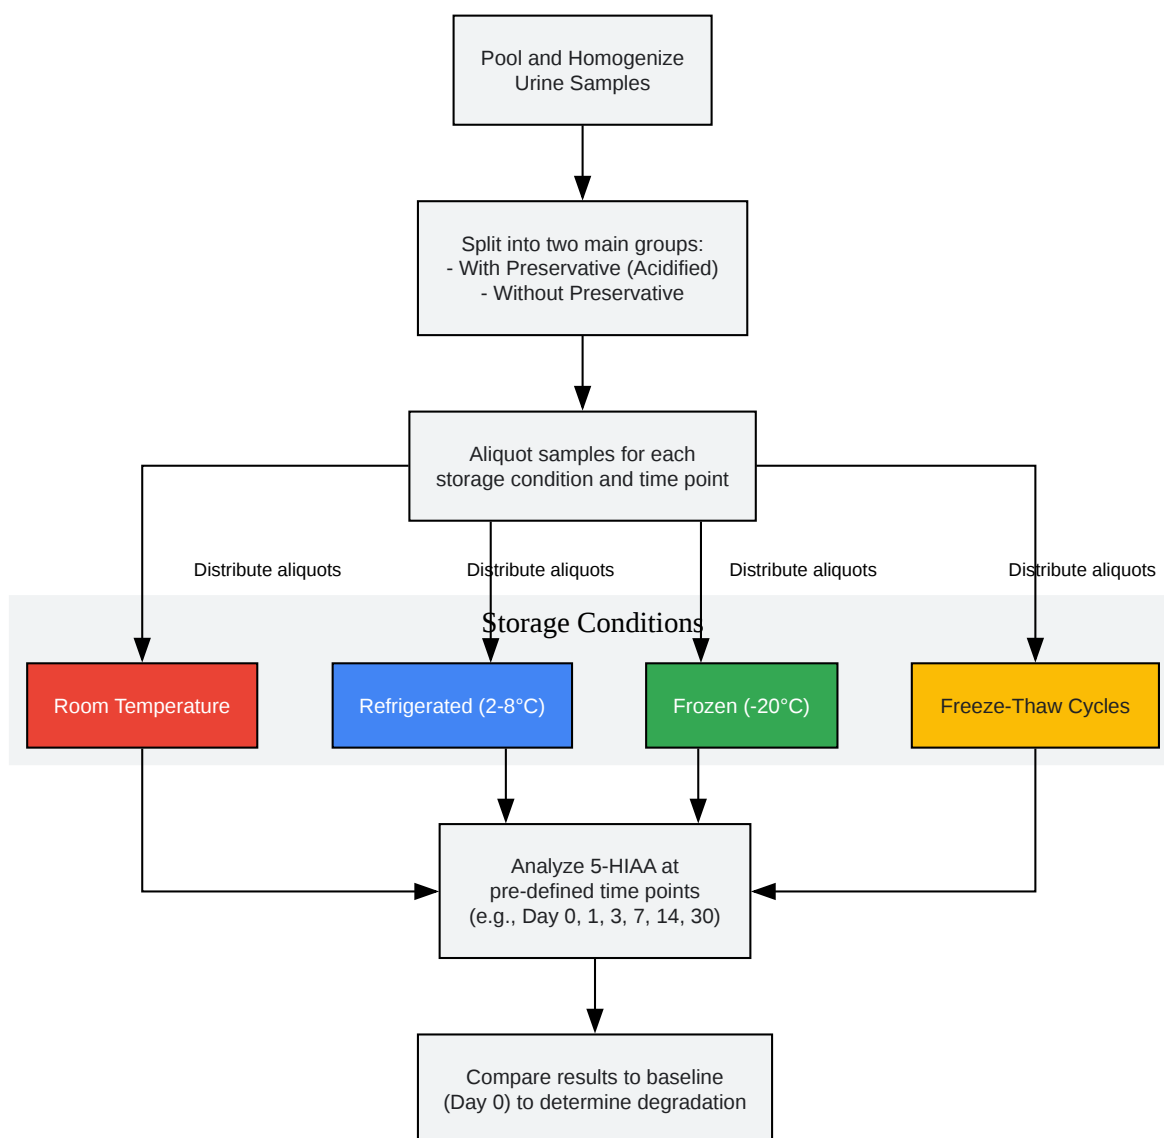 Pool and Homogenize
Urine Samples
Split into two main groups:
- With Preservative (Acidified)
- Without Preservative
Aliquot samples for each
storage condition and time point
Distribute aliquots
Distribute aliquots
Distribute aliquots
Distribute aliquots
Storage Conditions
Room Temperature
Refrigerated (2-8°C)
Frozen (-20°C)
Freeze-Thaw Cycles
Analyze 5-HIAA at
pre-defined time points
(e.g., Day 0, 1, 3, 7, 14, 30)
Compare results to baseline
(Day 0) to determine degradation